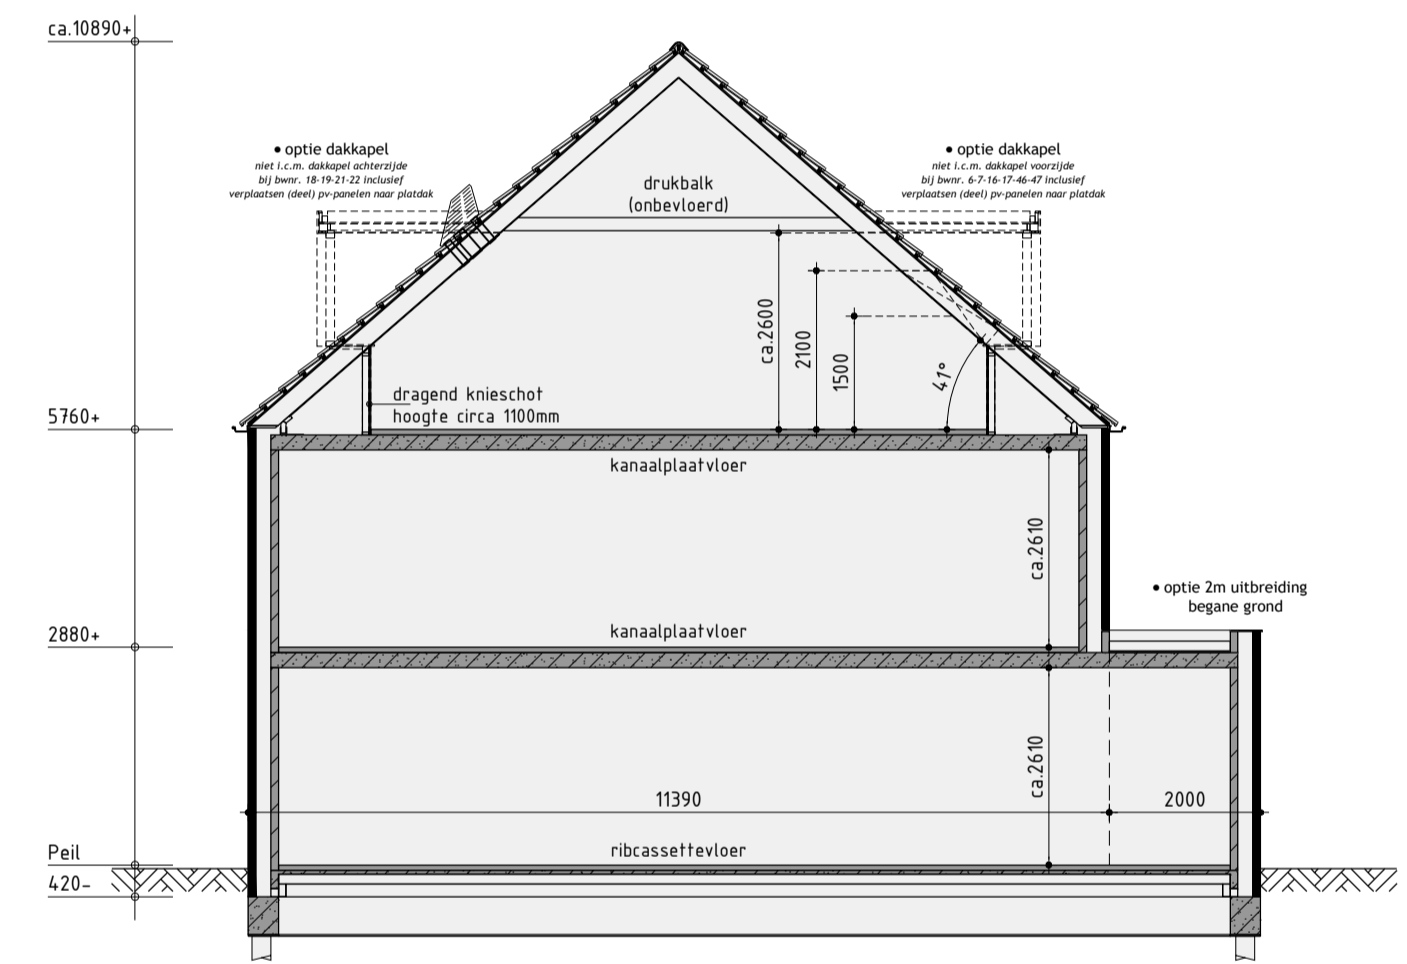 ca.10890+
• optie dakkapel
niet i.c.m. dakkapel achterzijde
bij bwnr. 18-19-21-22 inclusief
verplaatsen (deel) pv-panelen naar platdak
• optie dakkapel
niet i.c.m. dakkapel voorzijde
bij bwnr. 6-7-16-17-46-47 inclusief
verplaatsen (deel) pv-panelen naar platdak
drukbalk
(onbevloerd)
ca.2600
2100
1500
41°
dragend knieschot
hoogte circa 1100mm
5760+
kanaalplaatvloer
ca.2610
• optie 2m uitbreiding
begane grond
kanaalplaatvloer
2880+
ca.2610
11390
2000
ribcassettevloer
Peil
420-